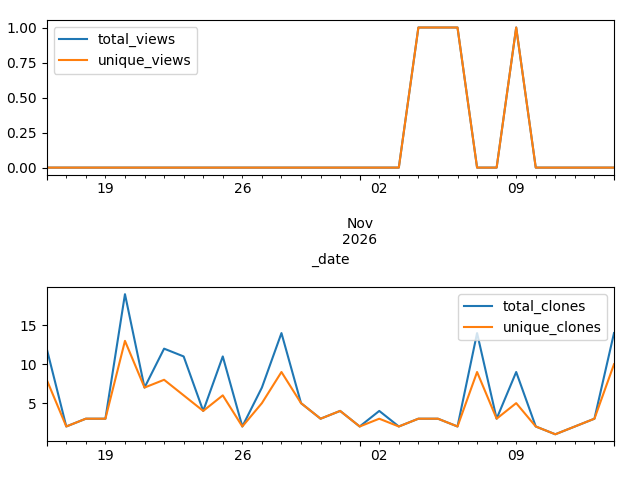 1.00
0.75
0.50
0.25
0.00
total_views
unique_views
19
26
02
09
Nov
2026
_date
15
10
5
total_clones
unique_clones
19
26
02
09